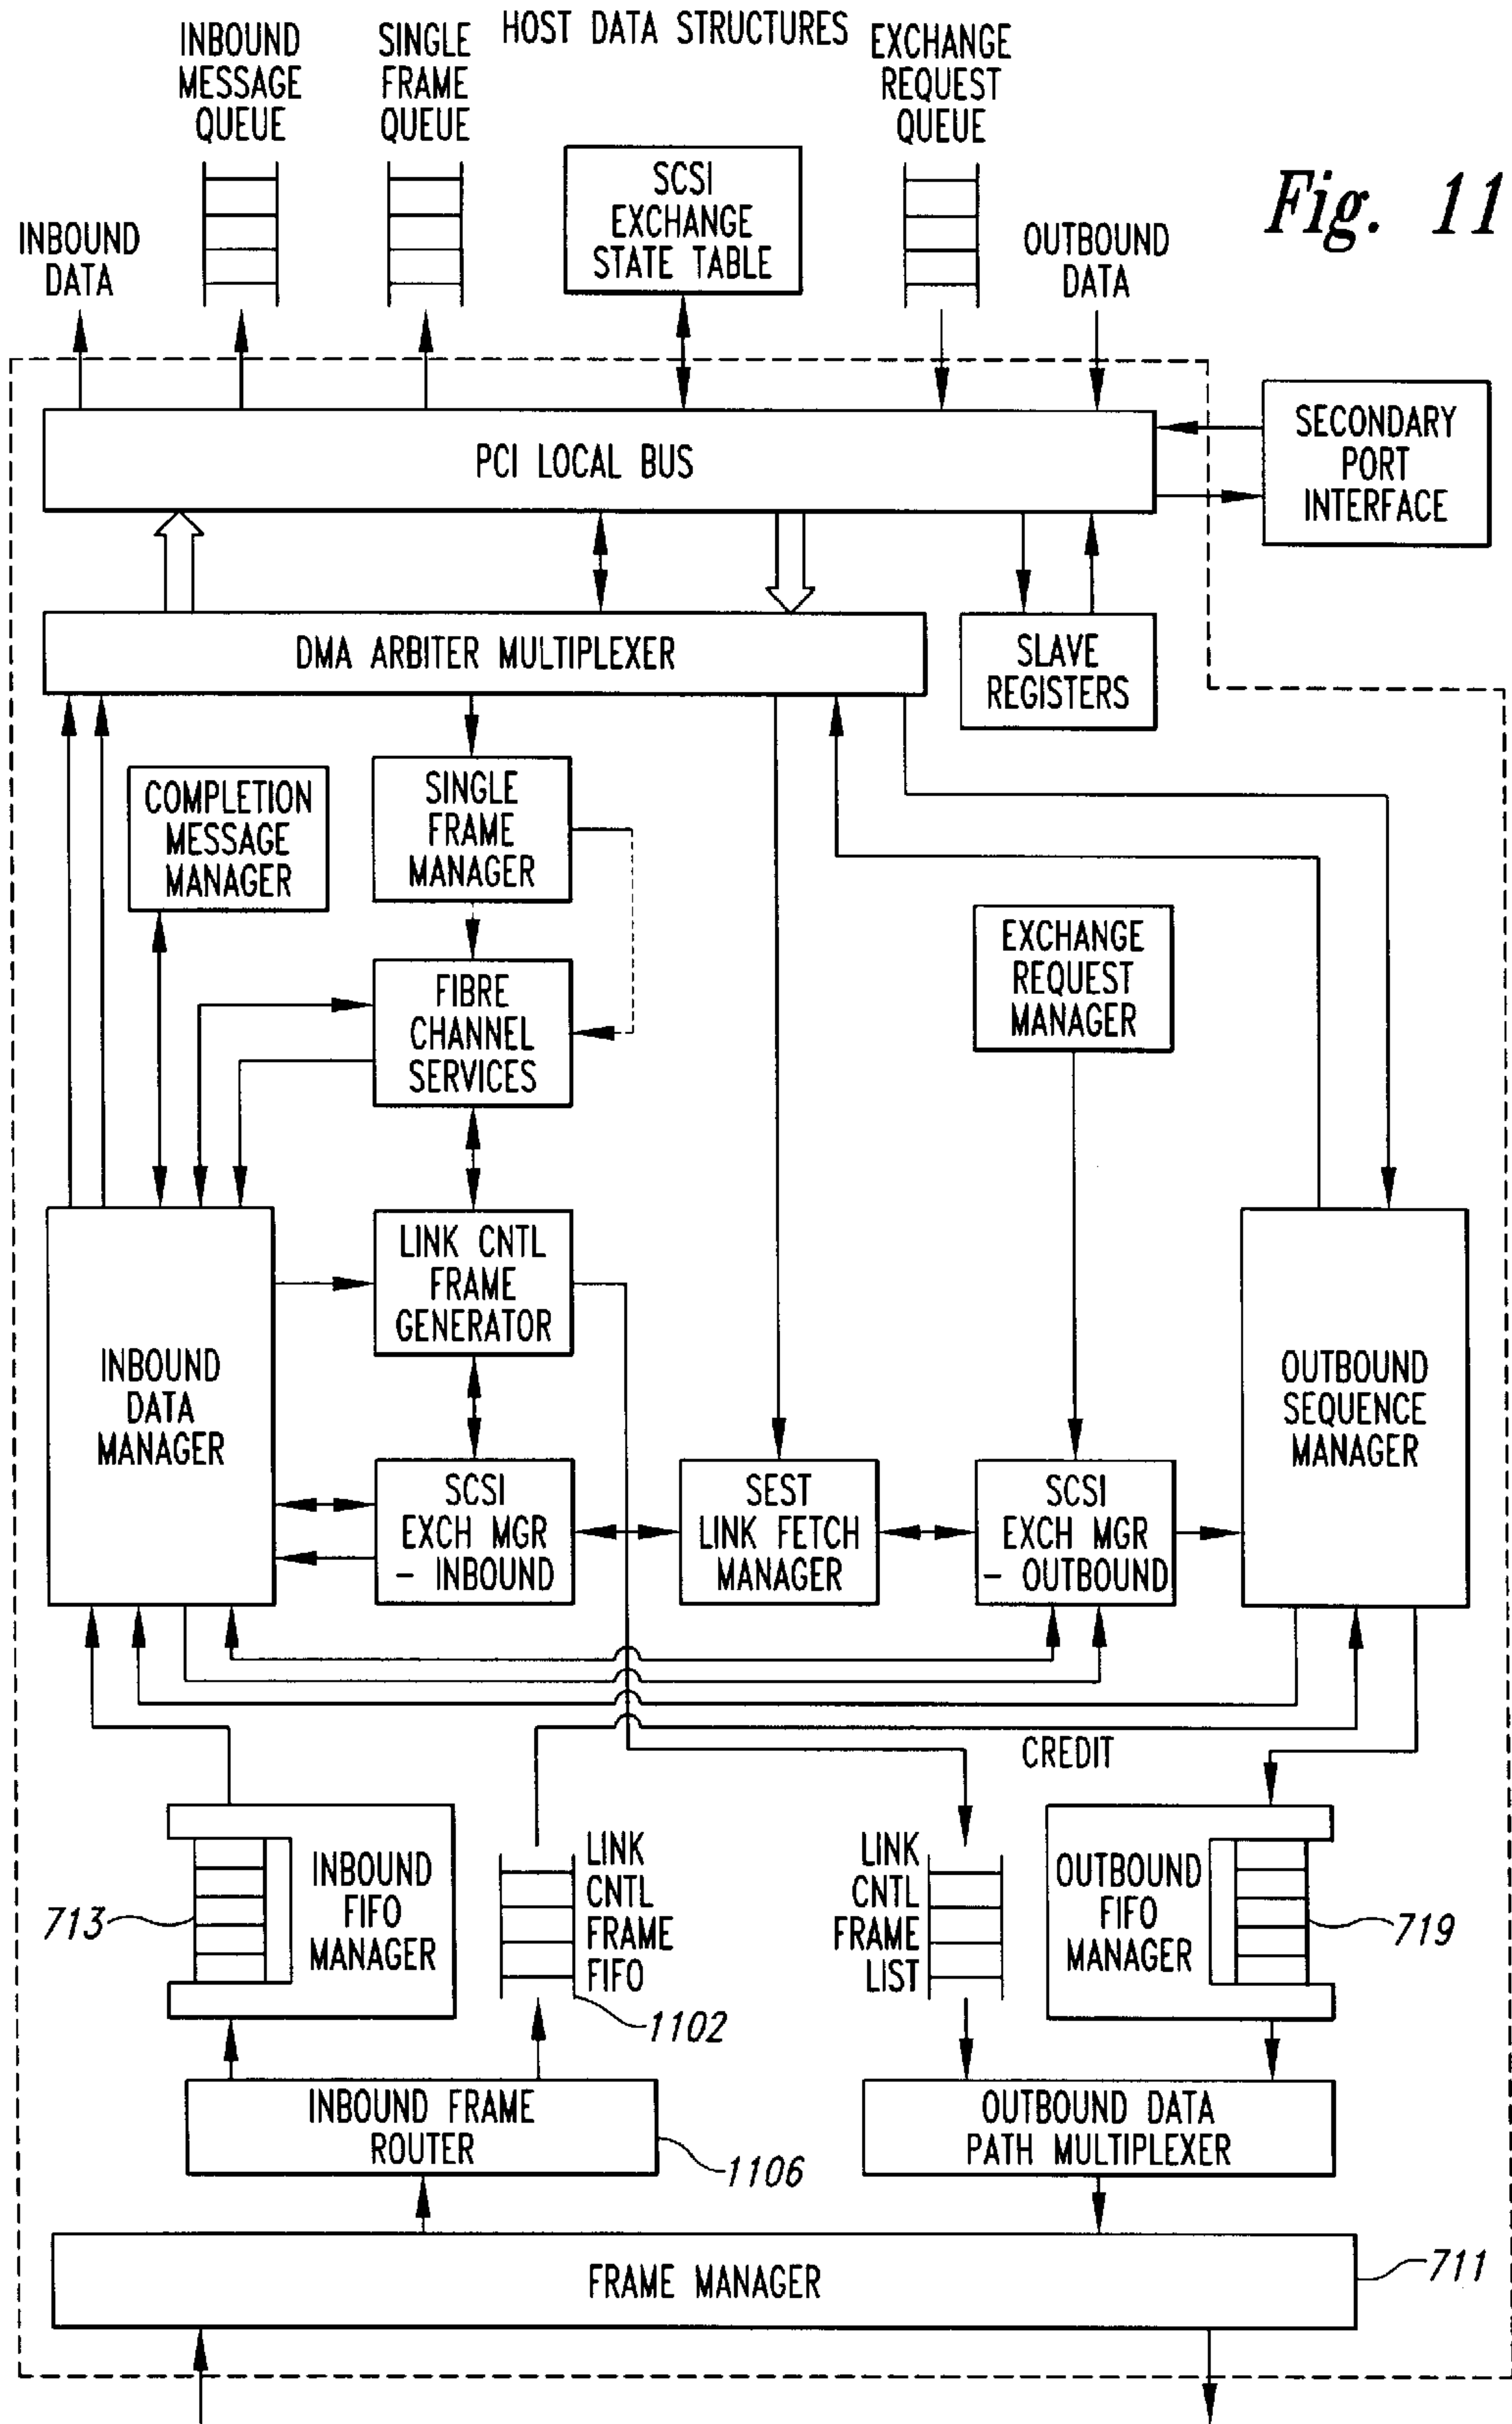 HOST DATA STRUCTURES
INBOUND
MESSAGE
QUEUE
SINGLE
FRAME
QUEUE
EXCHANGE
REQUEST
QUEUE
Fig. 11
SCSI
EXCHANGE
STATE TABLE
INBOUND
DATA
OUTBOUND
DATA
PCI LOCAL BUS
SECONDARY
PORT
INTERFACE
DMA ARBITER MULTIPLEXER
SLAVE
REGISTERS
COMPLETION
MESSAGE
MANAGER
SINGLE
FRAME
MANAGER
FIBRE
CHANNEL
SERVICES
EXCHANGE
REQUEST
MANAGER
LINK CNTL
FRAME
GENERATOR
INBOUND
DATA
MANAGER
OUTBOUND
SEQUENCE
MANAGER
SCSI
EXCH MGR
- INBOUND
SEST
LINK FETCH
MANAGER
SCSI
EXCH MGR
- OUTBOUND
CREDIT
713
INBOUND
FIFO
MANAGER
LINK
CNTL
FRAME
FIFO
1102
LINK
CNTL
FRAME
LIST
OUTBOUND
FIFO
MANAGER
719
INBOUND FRAME
ROUTER
1106
OUTBOUND DATA
PATH MULTIPLEXER
FRAME MANAGER
711